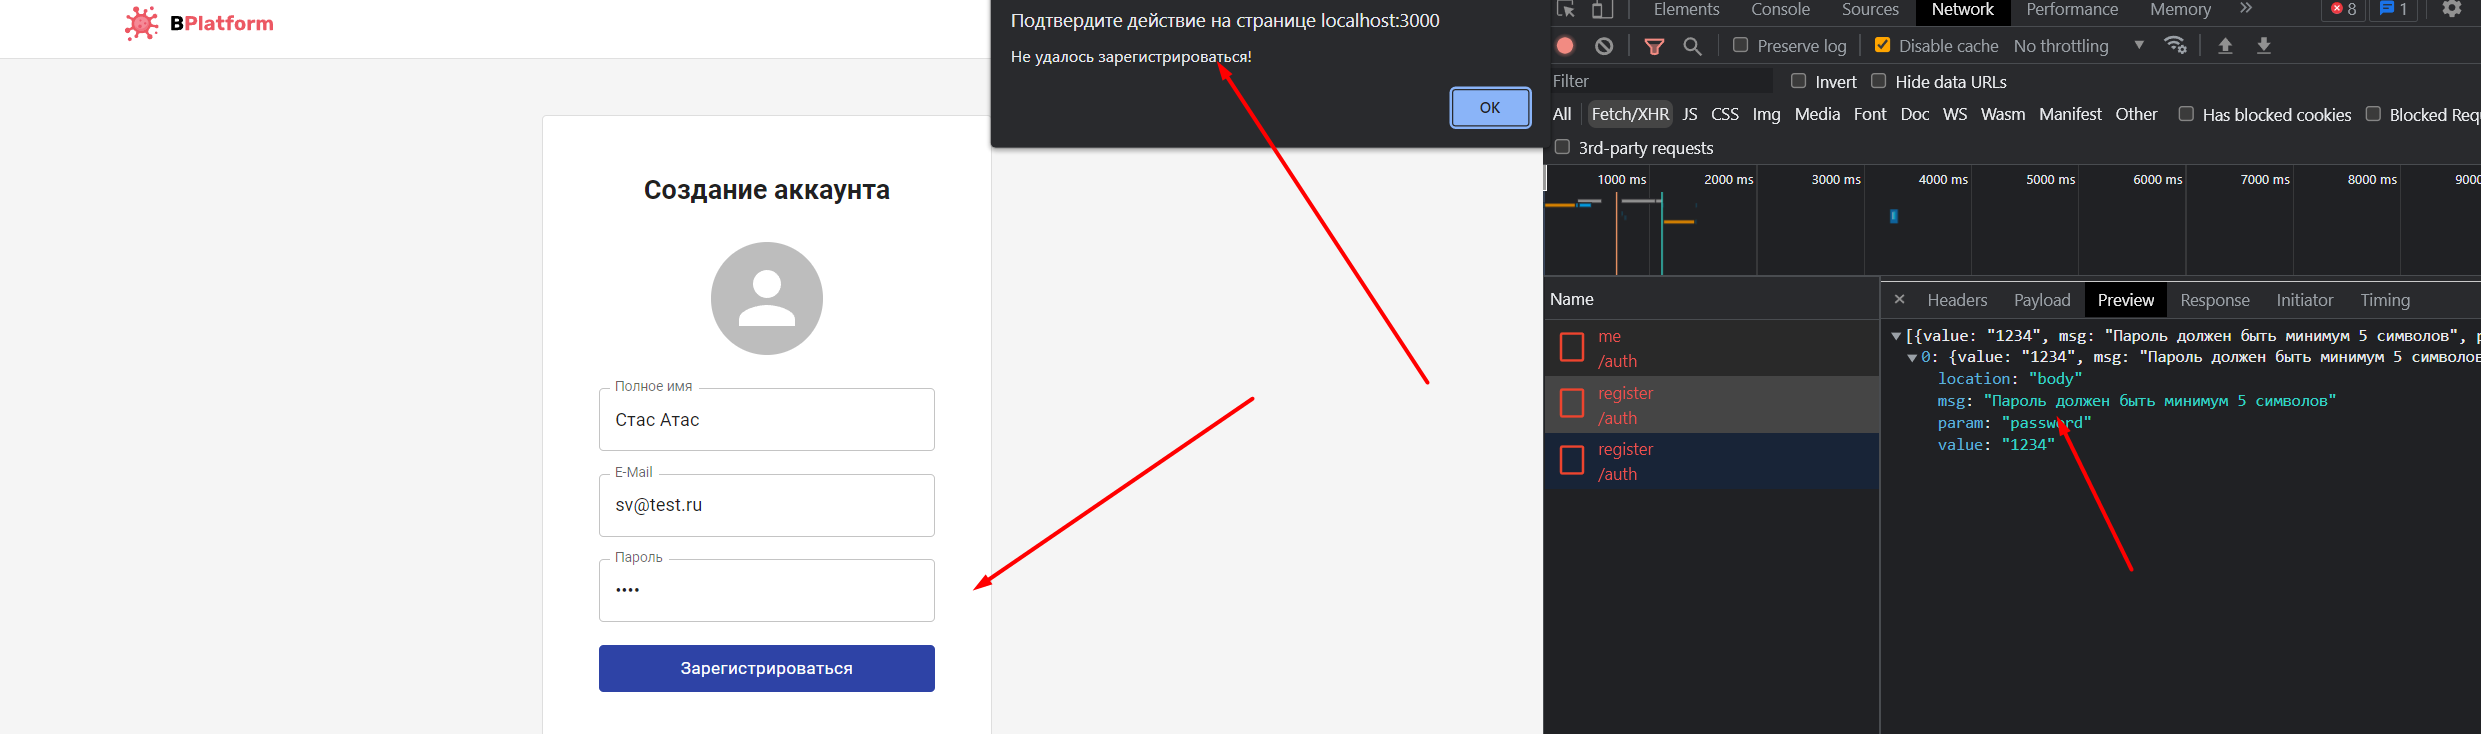 BPlatform
Подтвердите действие на странице localhost:3000
Не удалось зарегистрироваться!
OK
Создание аккаунта
Полное имя
Стас Атас
E-Mail
sv@test.ru
Пароль
••••
Зарегистрироваться
Elements Console Sources Network Performance Memory » 8 1
Preserve log Disable cache No throttling
Filter Invert Hide data URLs
All Fetch/XHR JS CSS Img Media Font Doc WS Wasm Manifest Other Has blocked cookies Blocked Req
3rd-party requests
1000 ms 2000 ms 3000 ms 4000 ms 5000 ms 6000 ms 7000 ms 8000 ms 9000
Name
me
/auth
register
/auth
register
/auth
× Headers Payload Preview Response Initiator Timing
[{value: "1234", msg: "Пароль должен быть минимум 5 символов", p
0: {value: "1234", msg: "Пароль должен быть минимум 5 символов
location: "body"
msg: "Пароль должен быть минимум 5 символов"
param: "password"
value: "1234"